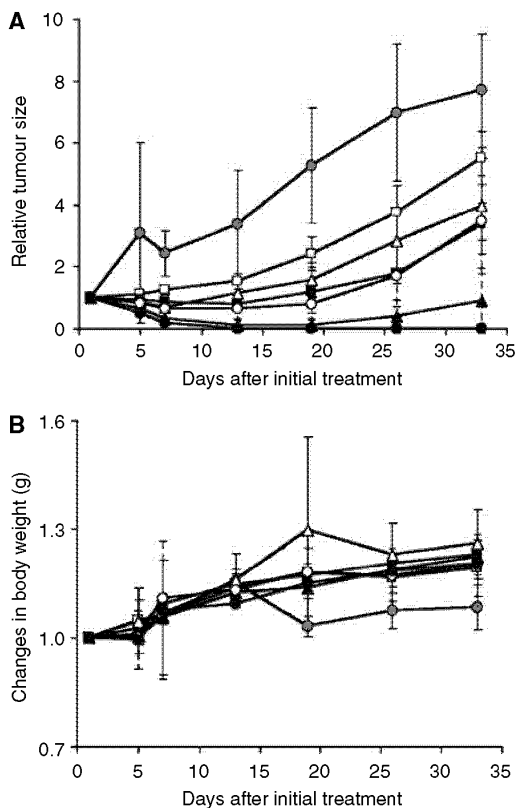 A
10
8
6
4
2
0
Relative tumour size
0 5 10 15 20 25 30 35
Days after initial treatment
B
1.6
1.3
1.0
0.7
Changes in body weight (g)
0 5 10 15 20 25 30 35
Days after initial treatment